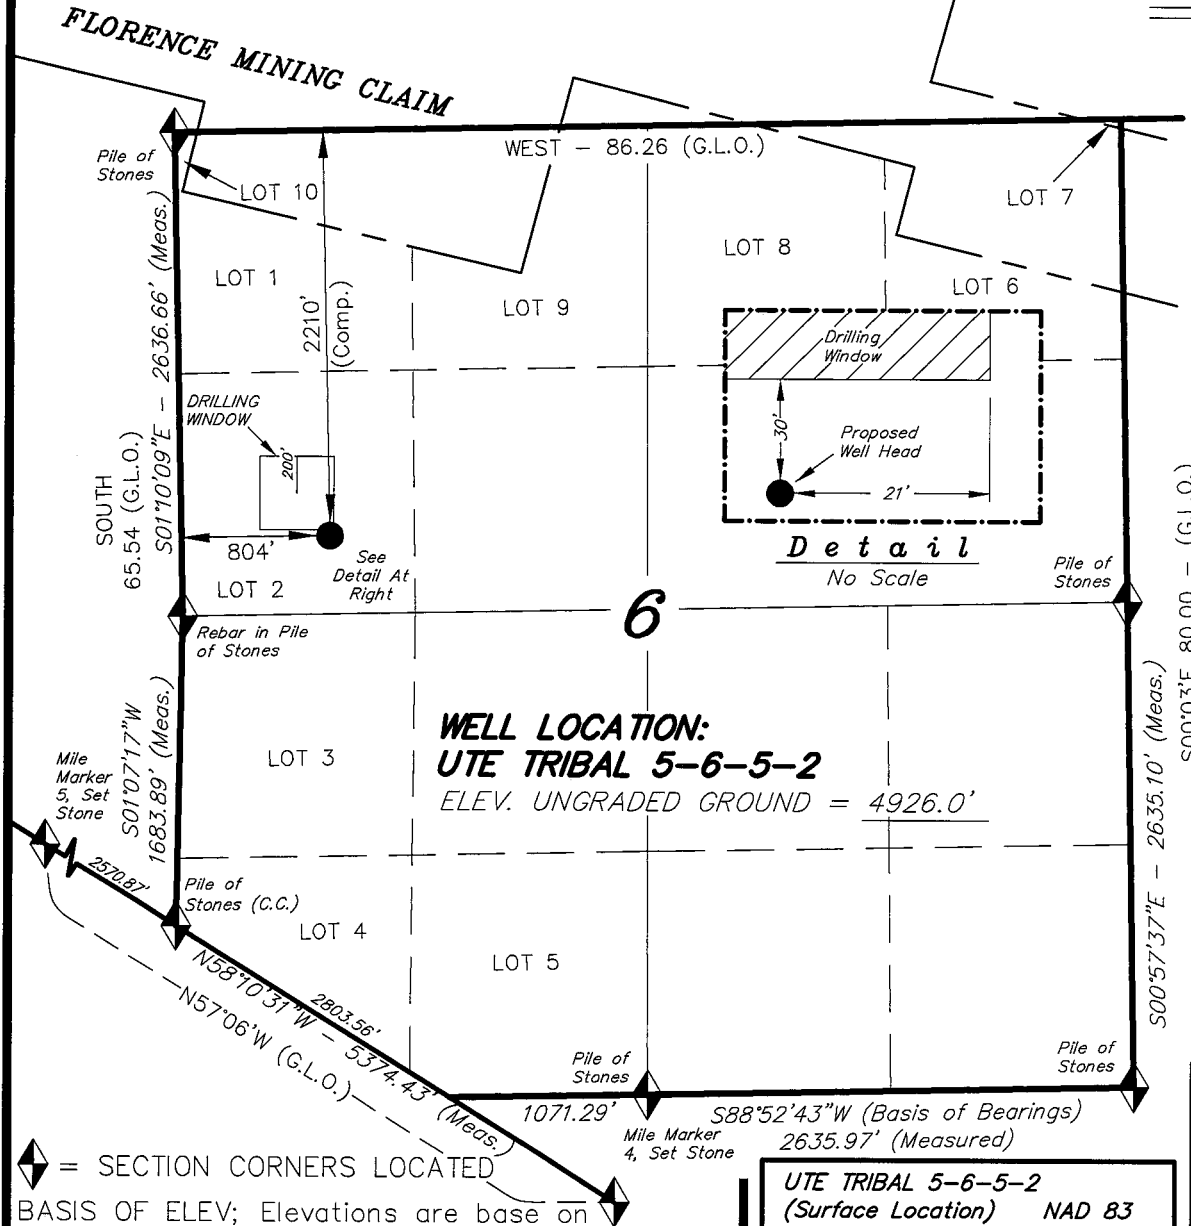 FLORENCE MINING CLAIM
Pile of
Stones
WEST - 86.26 (G.L.O.)
LOT 10
LOT 7
LOT 1
LOT 8
LOT 9
LOT 6
2210'
(Comp.)
S01°10'09"E - 2636.66' (Meas.)
SOUTH
65.54 (G.L.O.)
DRILLING
WINDOW
200'
804'
See
Detail At
Right
LOT 2
Drilling
Window
30'
Proposed
Well Head
21'
Detail
No Scale
Pile of
Stones
S00°03'E 80.00 - (G.L.O.)
Rebar in Pile
of Stones
6
WELL LOCATION:
UTE TRIBAL 5-6-5-2
ELEV. UNGRADED GROUND = 4926.0'
LOT 3
S01°07'17"W
1683.89' (Meas.)
S00°57'37"E - 2635.10' (Meas.)
Mile
Marker
5, Set
Stone
2570.87'
Pile of
Stones (C.C.)
LOT 4
LOT 5
N58°10'31"W - 5374.43' (Meas.)
2803.56'
N57°06'W (G.L.O.)
Pile of
Stones
Pile of
Stones
1071.29'
S88°52'43"W (Basis of Bearings)
2635.97' (Measured)
Mile Marker
4, Set Stone
= SECTION CORNERS LOCATED
BASIS OF ELEV; Elevations are base on
UTE TRIBAL 5-6-5-2
(Surface Location) NAD 83